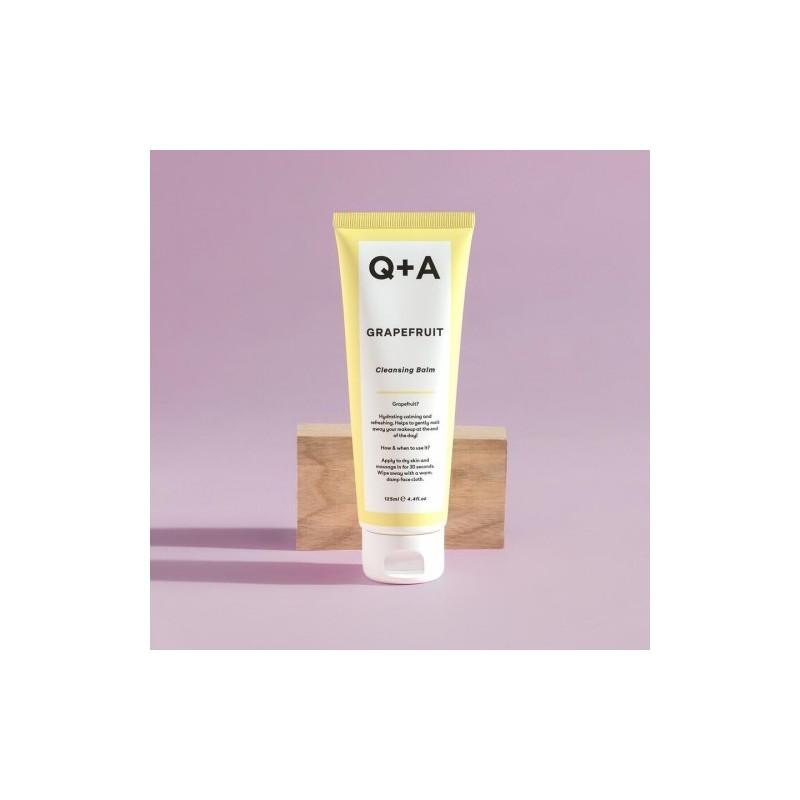 Q+A
GRAPEFRUIT
Cleansing Balm
Grapefruit?
Hydrating calming and
refreshing. Helps to gently melt
away your makeup at the end
of the day!
How & when to use it?
Apply to dry skin and
massage in for 30 seconds.
Wipe away with a warm,
damp face cloth.
125ml ℮ 4.4fl.oz